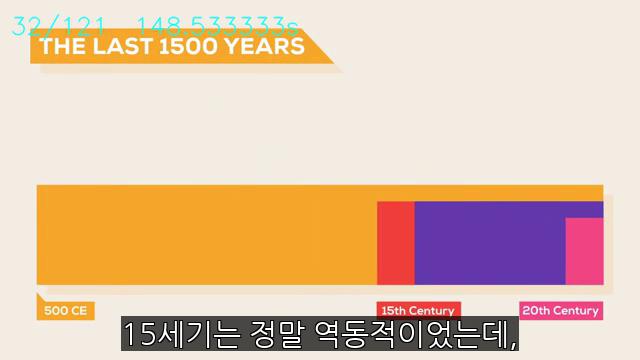 32/121 148.533333s
THE LAST 1500 YEARS
500 CE
15th Century
20th Century
15세기는 정말 역동적이었는데,